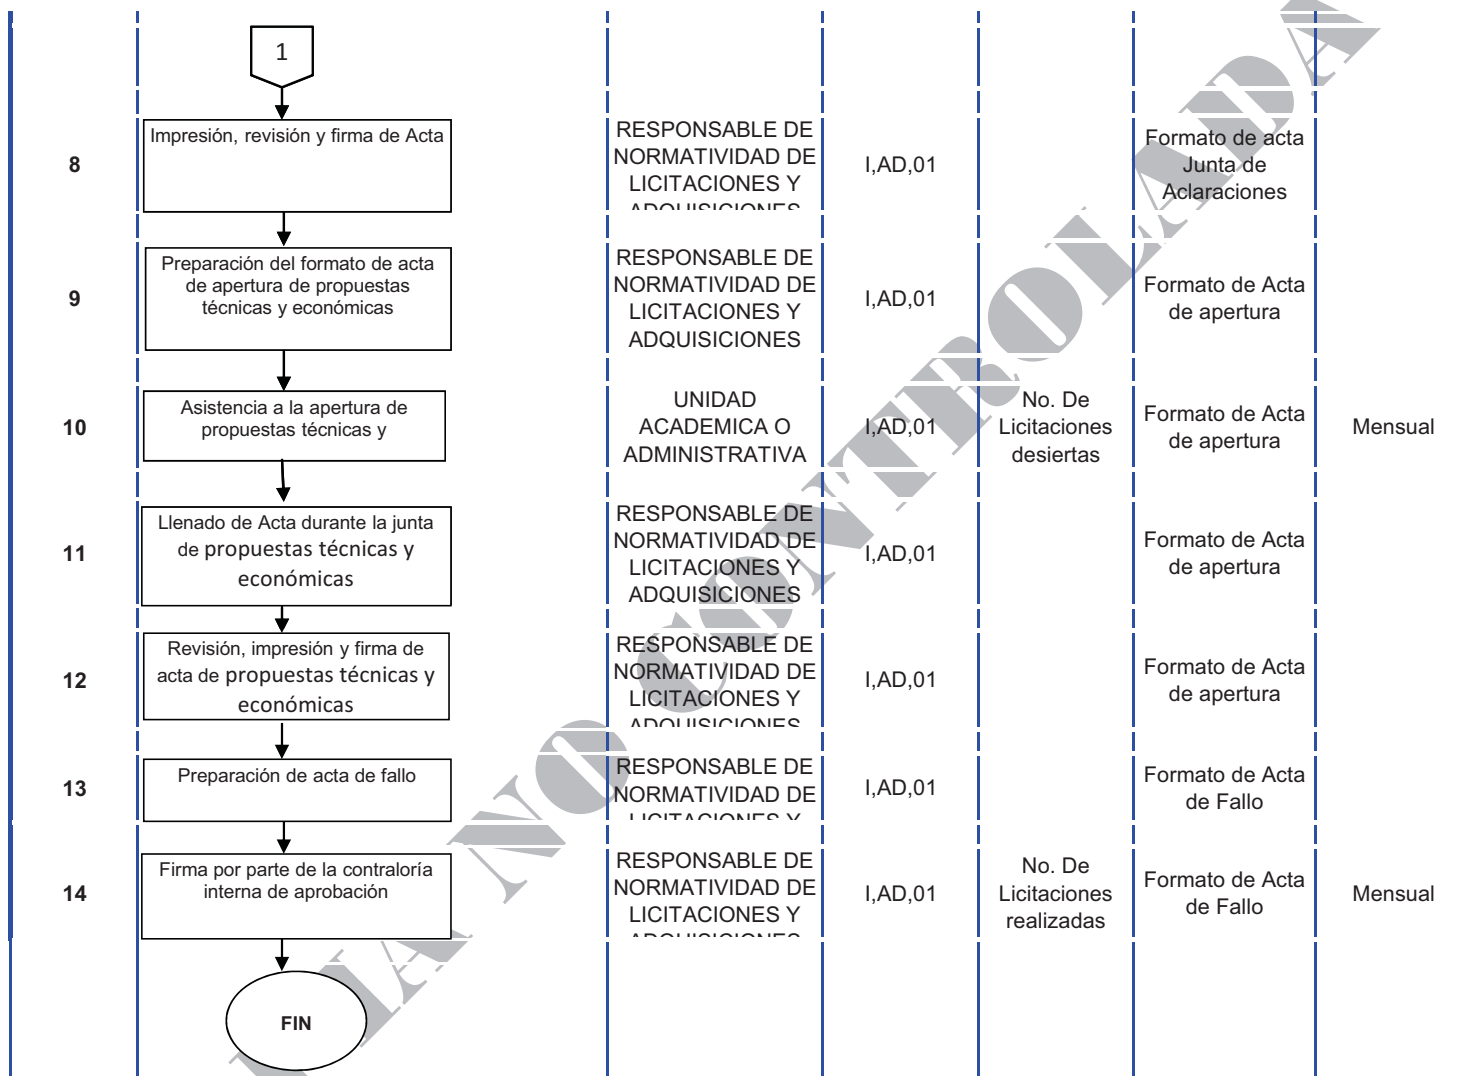 1
8
Impresión, revisión y firma de Acta
RESPONSABLE DE
NORMATIVIDAD DE
LICITACIONES Y
ADQUISICIONES
I,AD,01
Formato de acta
Junta de
Aclaraciones
9
Preparación del formato de acta
de apertura de propuestas
técnicas y económicas
RESPONSABLE DE
NORMATIVIDAD DE
LICITACIONES Y
ADQUISICIONES
I,AD,01
Formato de Acta
de apertura
10
Asistencia a la apertura de
propuestas técnicas y
UNIDAD
ACADEMICA O
ADMINISTRATIVA
I,AD,01
No. De
Licitaciones
desiertas
Formato de Acta
de apertura
Mensual
11
Llenado de Acta durante la junta
de propuestas técnicas y
económicas
RESPONSABLE DE
NORMATIVIDAD DE
LICITACIONES Y
ADQUISICIONES
I,AD,01
Formato de Acta
de apertura
12
Revisión, impresión y firma de
acta de propuestas técnicas y
económicas
RESPONSABLE DE
NORMATIVIDAD DE
LICITACIONES Y
ADQUISICIONES
I,AD,01
Formato de Acta
de apertura
13
Preparación de acta de fallo
RESPONSABLE DE
NORMATIVIDAD DE
LICITACIONES Y
I,AD,01
Formato de Acta
de Fallo
14
Firma por parte de la contraloría
interna de aprobación
RESPONSABLE DE
NORMATIVIDAD DE
LICITACIONES Y
ADQUISICIONES
I,AD,01
No. De
Licitaciones
realizadas
Formato de Acta
de Fallo
Mensual
FIN
NO CONTROLADA